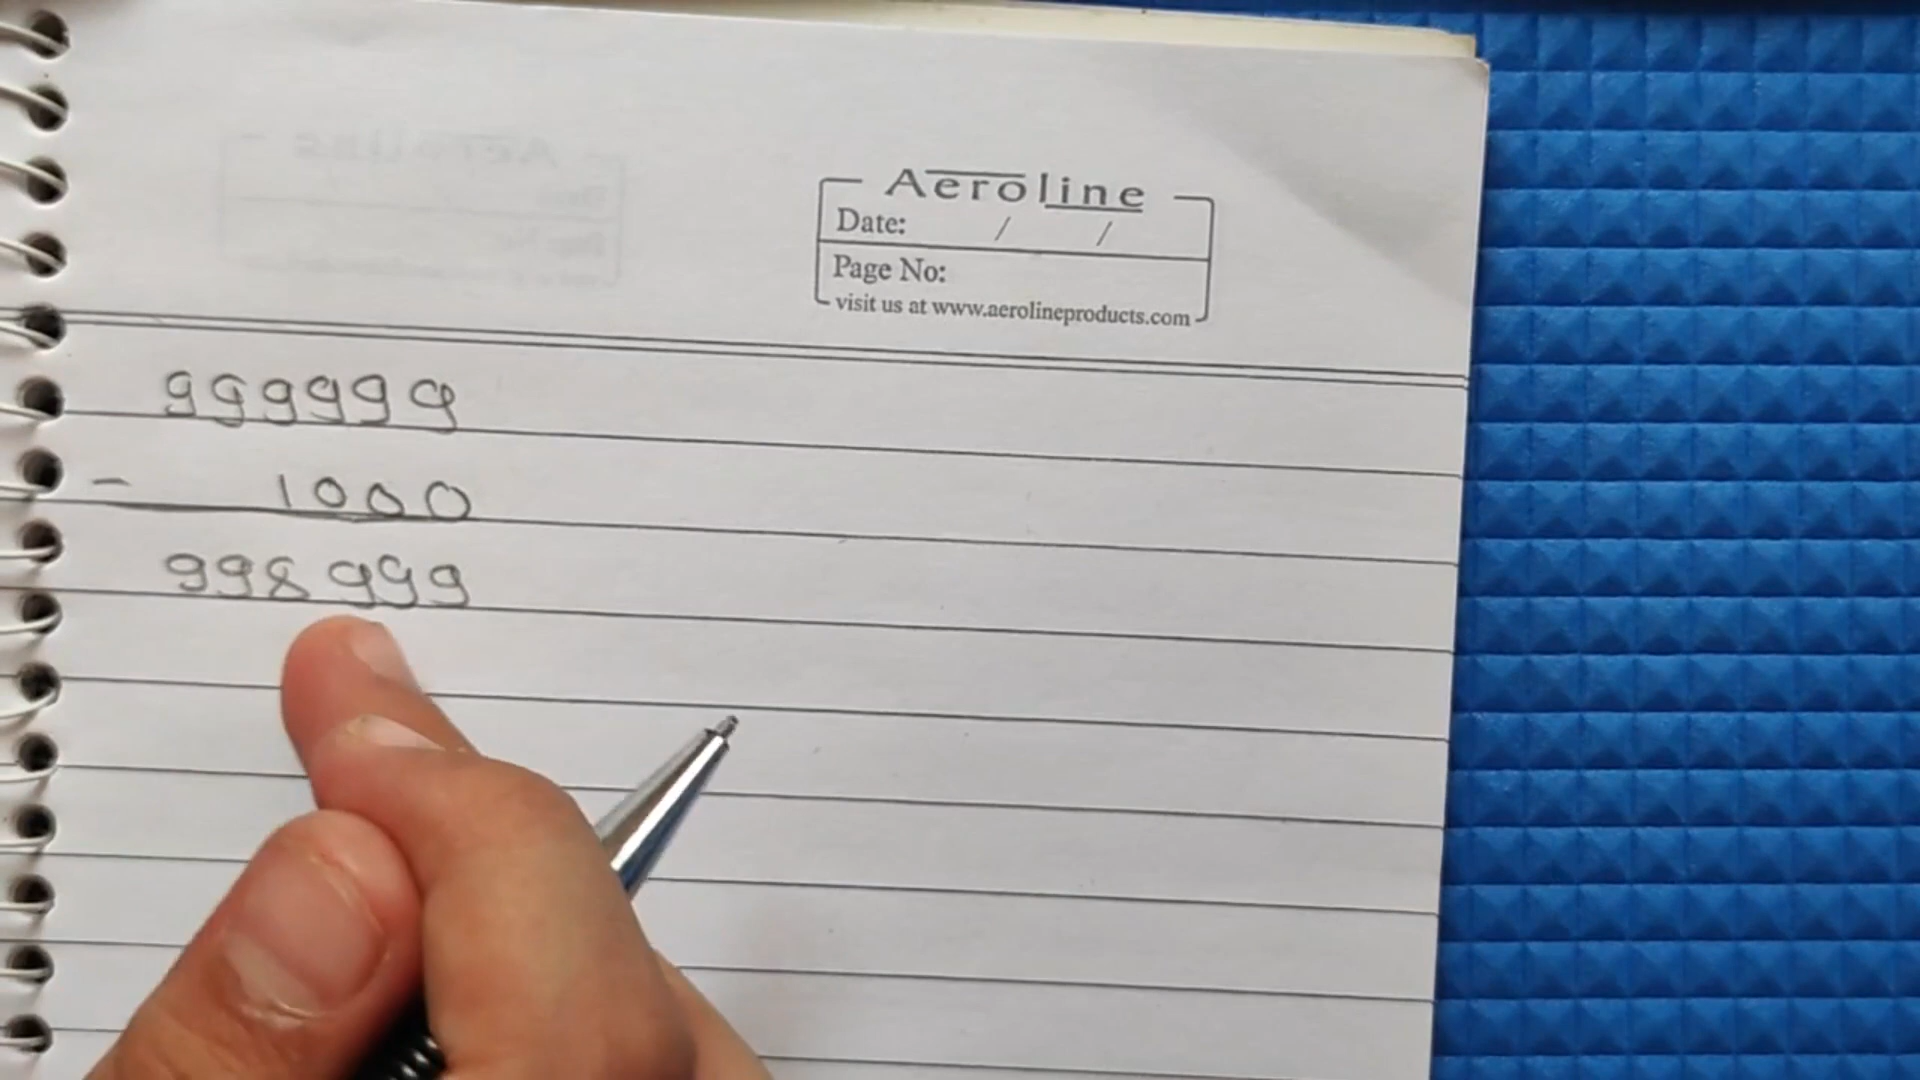 Aeroline
Date: / /
Page No:
visit us at www.aerolineproducts.com
999999
- 1000
998999